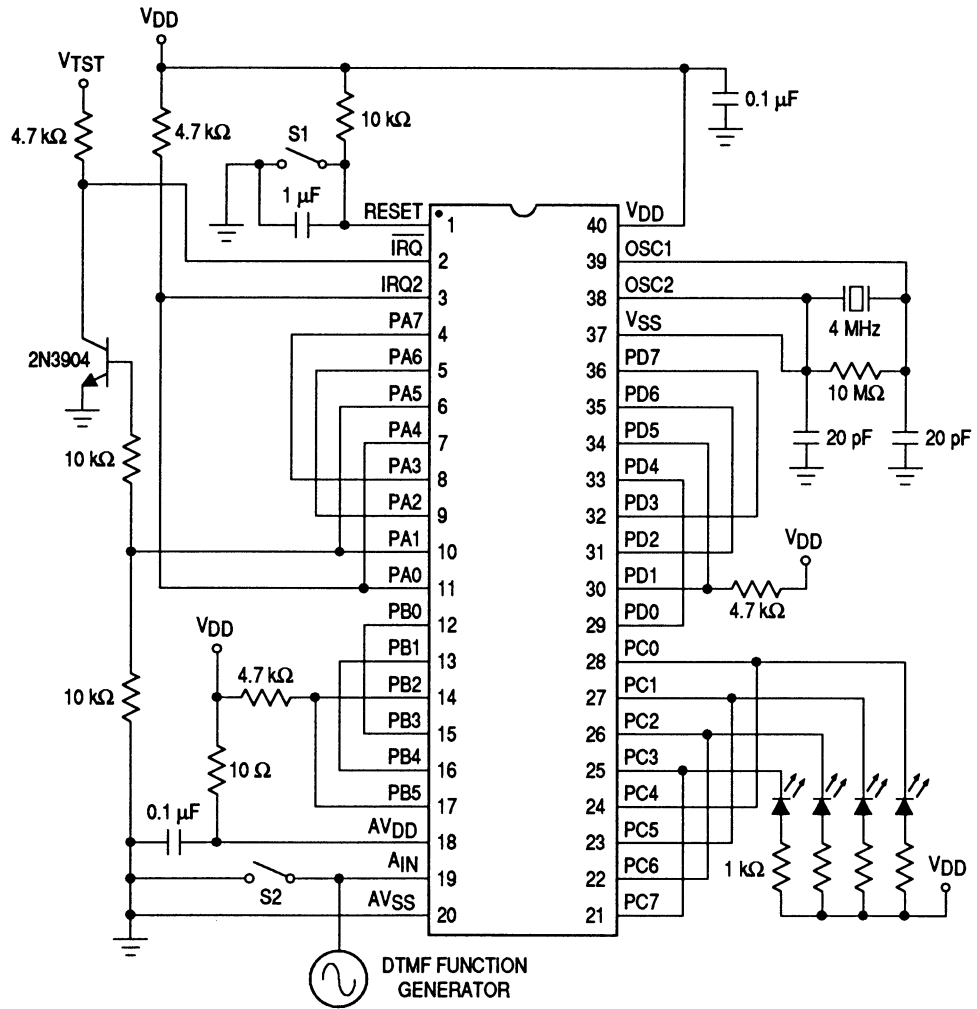 VDD
VTST
4.7 kΩ
4.7 kΩ
10 kΩ
0.1 µF
S1
1 µF
RESET
1
IRQ
2
IRQ2
3
PA7
4
PA6
5
PA5
6
PA4
7
PA3
8
PA2
9
PA1
10
PA0
11
PB0
12
PB1
13
PB2
14
PB3
15
PB4
16
PB5
17
AVDD
18
AIN
19
AVSS
20
40
VDD
39
OSC1
38
OSC2
37
VSS
36
PD7
35
PD6
34
PD5
33
PD4
32
PD3
31
PD2
30
PD1
29
PD0
28
PC0
27
PC1
26
PC2
25
PC3
24
PC4
23
PC5
22
PC6
21
PC7
2N3904
10 kΩ
10 kΩ
VDD
4.7 kΩ
10 Ω
0.1 µF
S2
DTMF FUNCTION
GENERATOR
4 MHz
10 MΩ
20 pF
20 pF
VDD
4.7 kΩ
1 kΩ
VDD